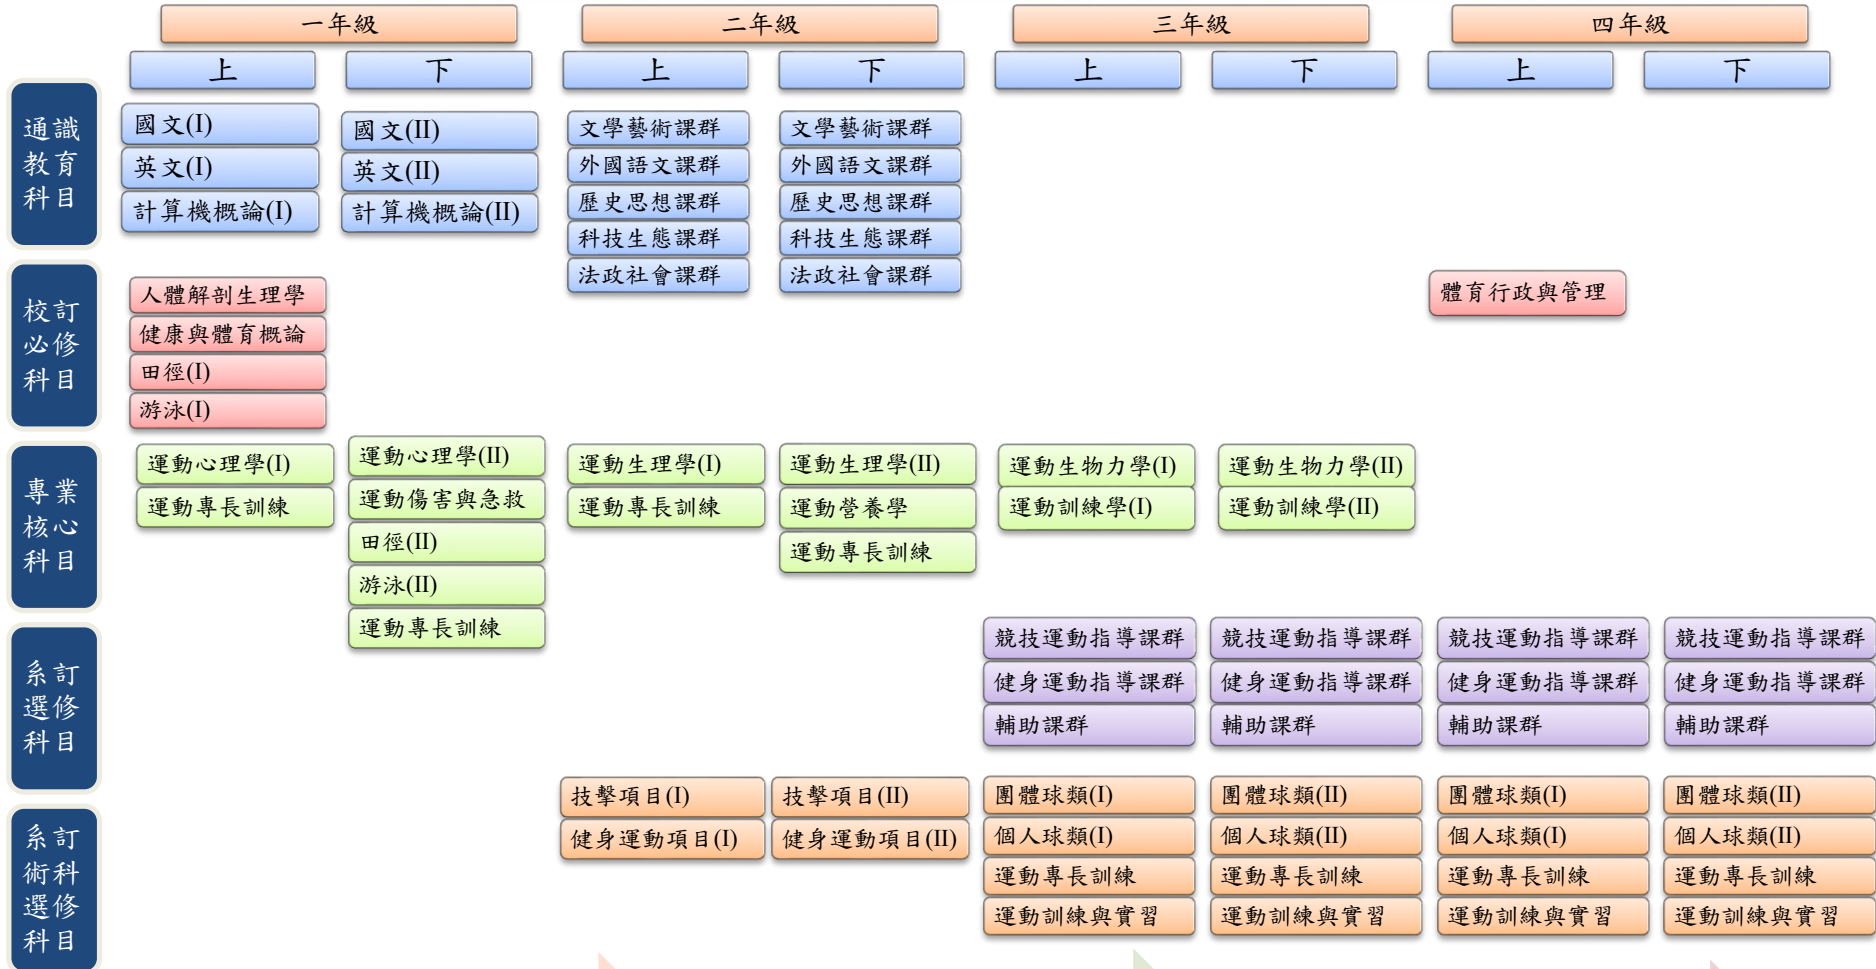 一年級 二年級 三年級 四年級
上 下 上 下 上 下 上 下
通識
教育
科目
國文(I) 國文(II) 文學藝術課群 文學藝術課群
英文(I) 英文(II) 外國語文課群 外國語文課群
計算機概論(I) 計算機概論(II) 歷史思想課群 歷史思想課群
科技生態課群 科技生態課群
法政社會課群 法政社會課群
校訂
必修
科目
人體解剖生理學 體育行政與管理
健康與體育概論
田徑(I)
游泳(I)
專業
核心
科目
運動心理學(I) 運動心理學(II) 運動生理學(I) 運動生理學(II) 運動生物力學(I) 運動生物力學(II)
運動專長訓練 運動傷害與急救 運動專長訓練 運動營養學 運動訓練學(I) 運動訓練學(II)
田徑(II) 運動專長訓練
游泳(II)
運動專長訓練
系訂
選修
科目
競技運動指導課群 競技運動指導課群 競技運動指導課群 競技運動指導課群
健身運動指導課群 健身運動指導課群 健身運動指導課群 健身運動指導課群
輔助課群 輔助課群 輔助課群 輔助課群
系訂
術科
選修
科目
技擊項目(I) 技擊項目(II) 團體球類(I) 團體球類(II) 團體球類(I) 團體球類(II)
健身運動項目(I) 健身運動項目(II) 個人球類(I) 個人球類(II) 個人球類(I) 個人球類(II)
運動專長訓練 運動專長訓練 運動專長訓練 運動專長訓練
運動訓練與實習 運動訓練與實習 運動訓練與實習 運動訓練與實習